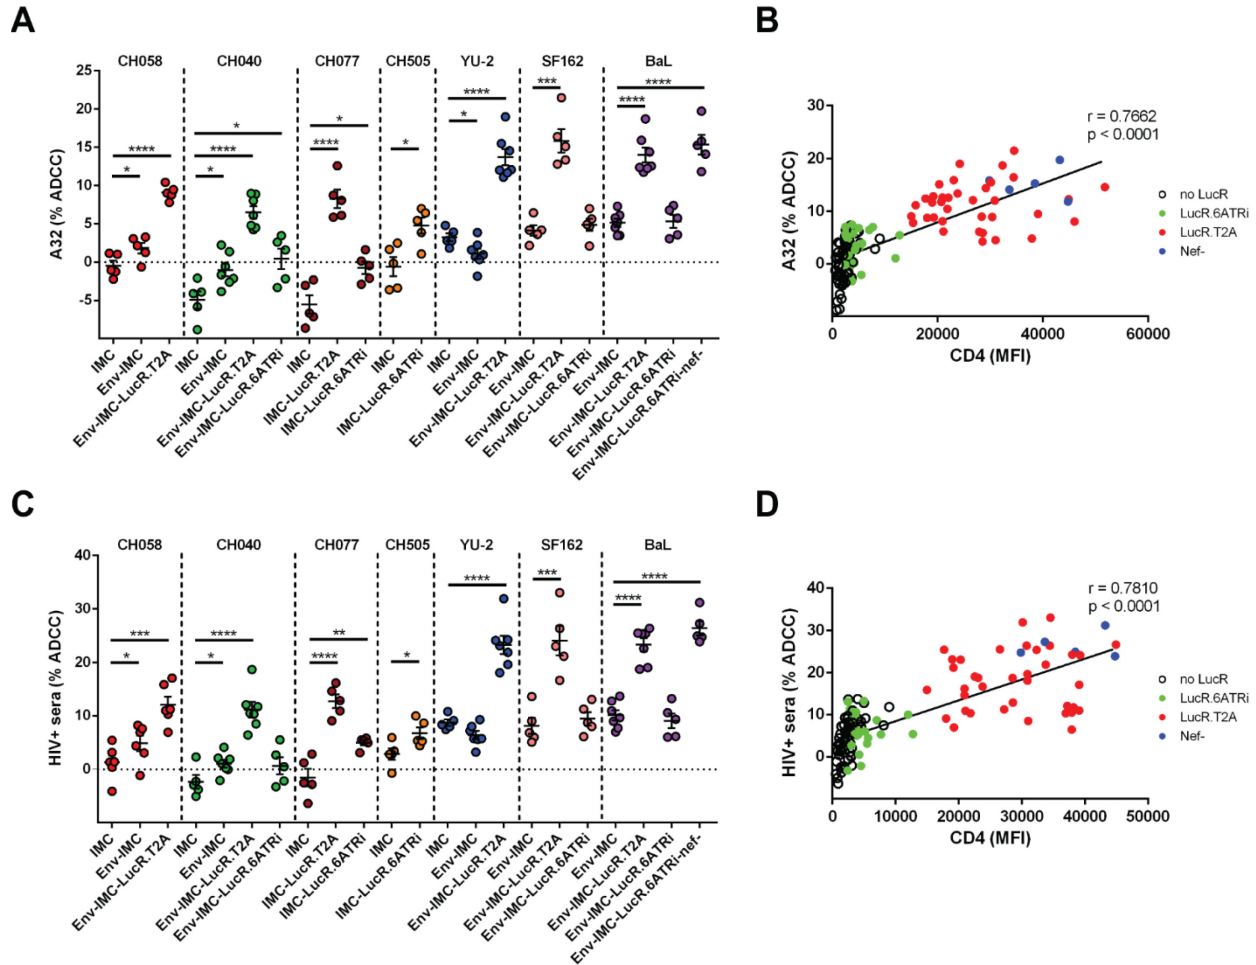 A
CH058 CH040 CH077 CH505 YU-2 SF162 BaL
**** * * **** * * **** * **** * *** **** ****
A32 (% ADCC)
25
20
15
10
5
0
-5
IMC
Env-IMC
Env-IMC-LucR.T2A
IMC
Env-IMC
Env-IMC-LucR.T2A
Env-IMC-LucR.6ATRi
IMC
IMC-LucR.T2A
IMC-LucR.6ATRi
IMC
IMC-LucR.6ATRi
IMC
Env-IMC
Env-IMC-LucR.T2A
Env-IMC
Env-IMC-LucR.T2A
Env-IMC-LucR.6ATRi
Env-IMC
Env-IMC-LucR.T2A
Env-IMC-LucR.6ATRi
Env-IMC-LucR.6ATRi-nef-
B
r = 0.7662
p < 0.0001
A32 (% ADCC)
30
20
10
0
0 20000 40000 60000
CD4 (MFI)
no LucR
LucR.6ATRi
LucR.T2A
Nef-
C
CH058 CH040 CH077 CH505 YU-2 SF162 BaL
*** * **** * ** **** * **** *** **** ****
HIV+ sera (% ADCC)
40
30
20
10
0
IMC
Env-IMC
Env-IMC-LucR.T2A
IMC
Env-IMC
Env-IMC-LucR.T2A
Env-IMC-LucR.6ATRi
IMC
IMC-LucR.T2A
IMC-LucR.6ATRi
IMC
IMC-LucR.6ATRi
IMC
Env-IMC
Env-IMC-LucR.T2A
Env-IMC
Env-IMC-LucR.T2A
Env-IMC-LucR.6ATRi
Env-IMC
Env-IMC-LucR.T2A
Env-IMC-LucR.6ATRi
Env-IMC-LucR.6ATRi-nef-
D
r = 0.7810
p < 0.0001
HIV+ sera (% ADCC)
40
30
20
10
0
0 10000 20000 30000 40000 50000
CD4 (MFI)
no LucR
LucR.6ATRi
LucR.T2A
Nef-